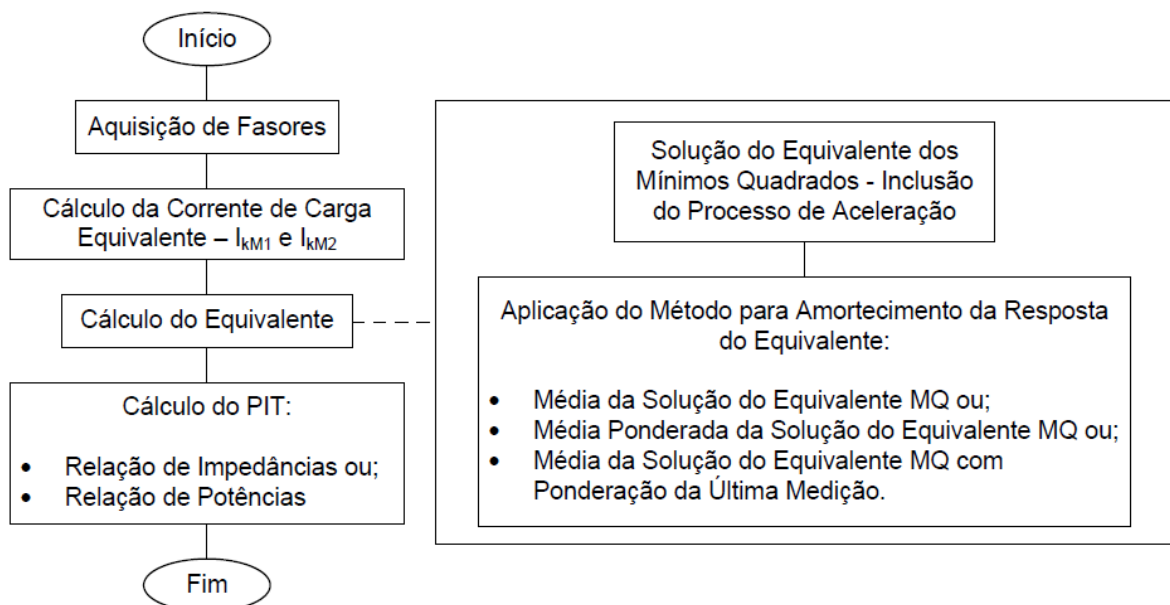 Início
Aquisição de Fasores
Cálculo da Corrente de Carga
Equivalente – IkM1 e IkM2
Cálculo do Equivalente
Cálculo do PIT:
• Relação de Impedâncias ou;
• Relação de Potências
Fim
Solução do Equivalente dos
Mínimos Quadrados - Inclusão
do Processo de Aceleração
Aplicação do Método para Amortecimento da Resposta
do Equivalente:
• Média da Solução do Equivalente MQ ou;
• Média Ponderada da Solução do Equivalente MQ ou;
• Média da Solução do Equivalente MQ com
Ponderação da Última Medição.